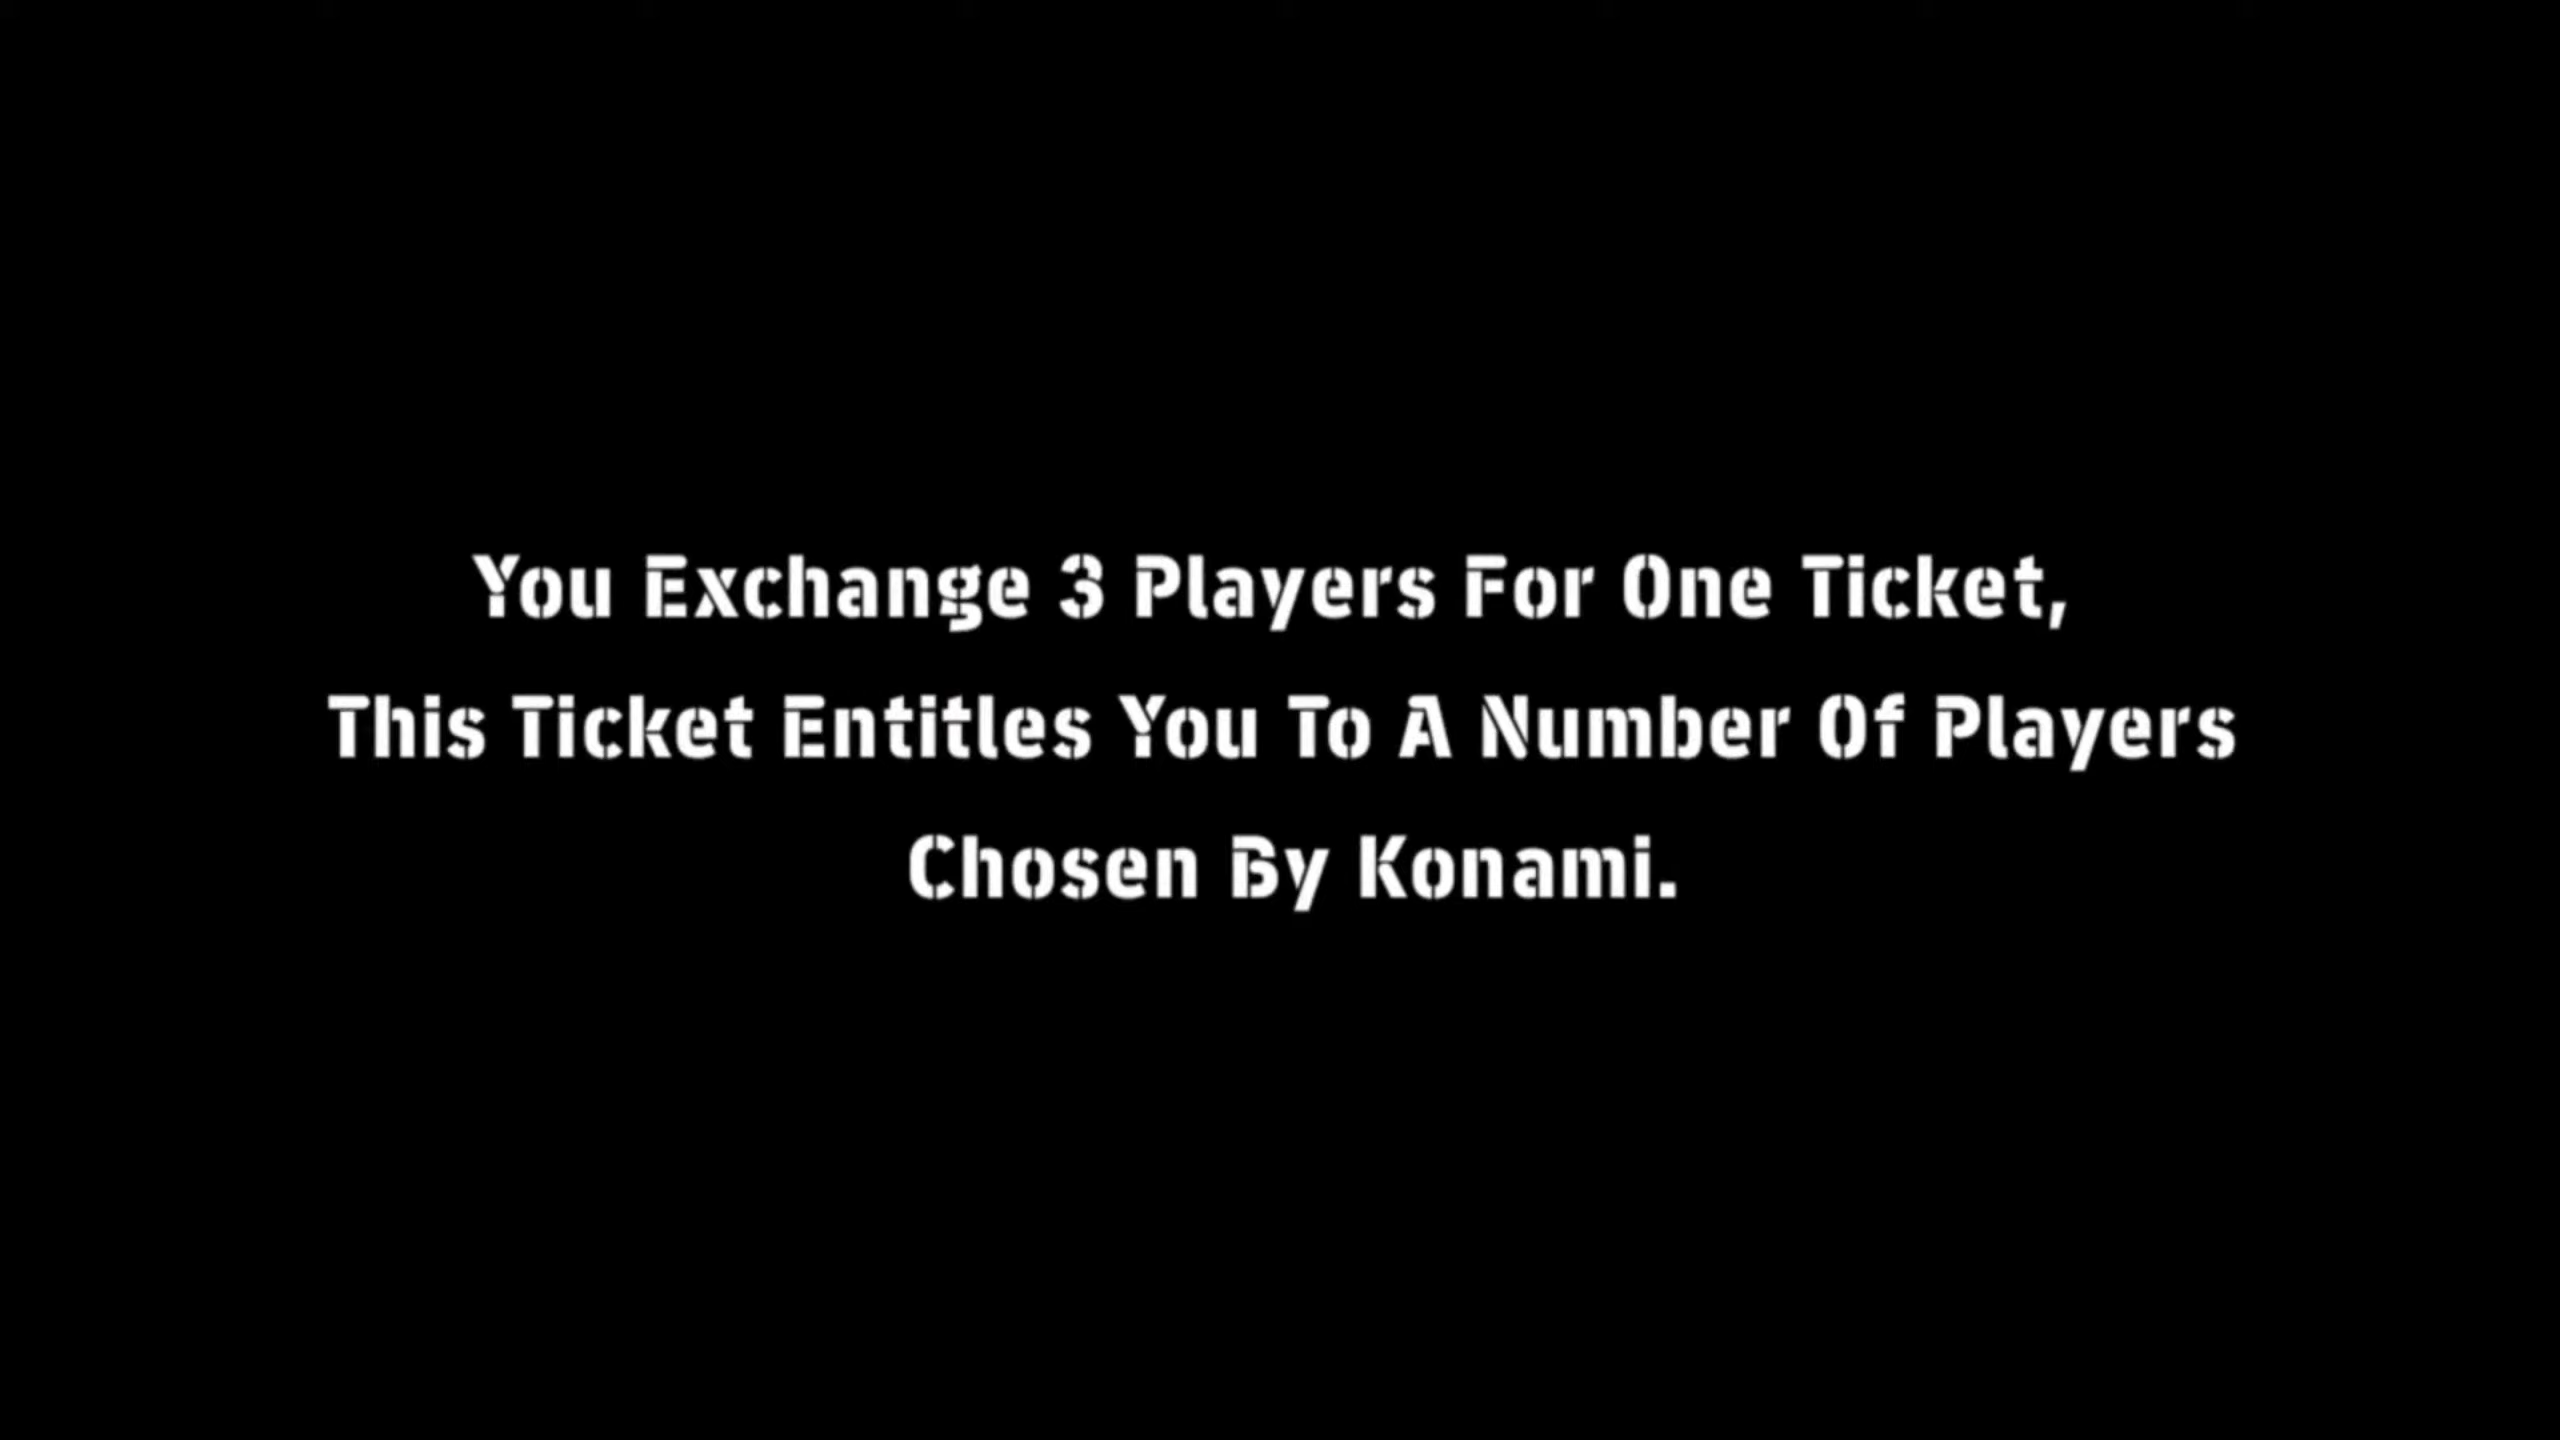 You Exchange 3 Players For One Ticket,
This Ticket Entitles You To A Number Of Players
Chosen By Konami.